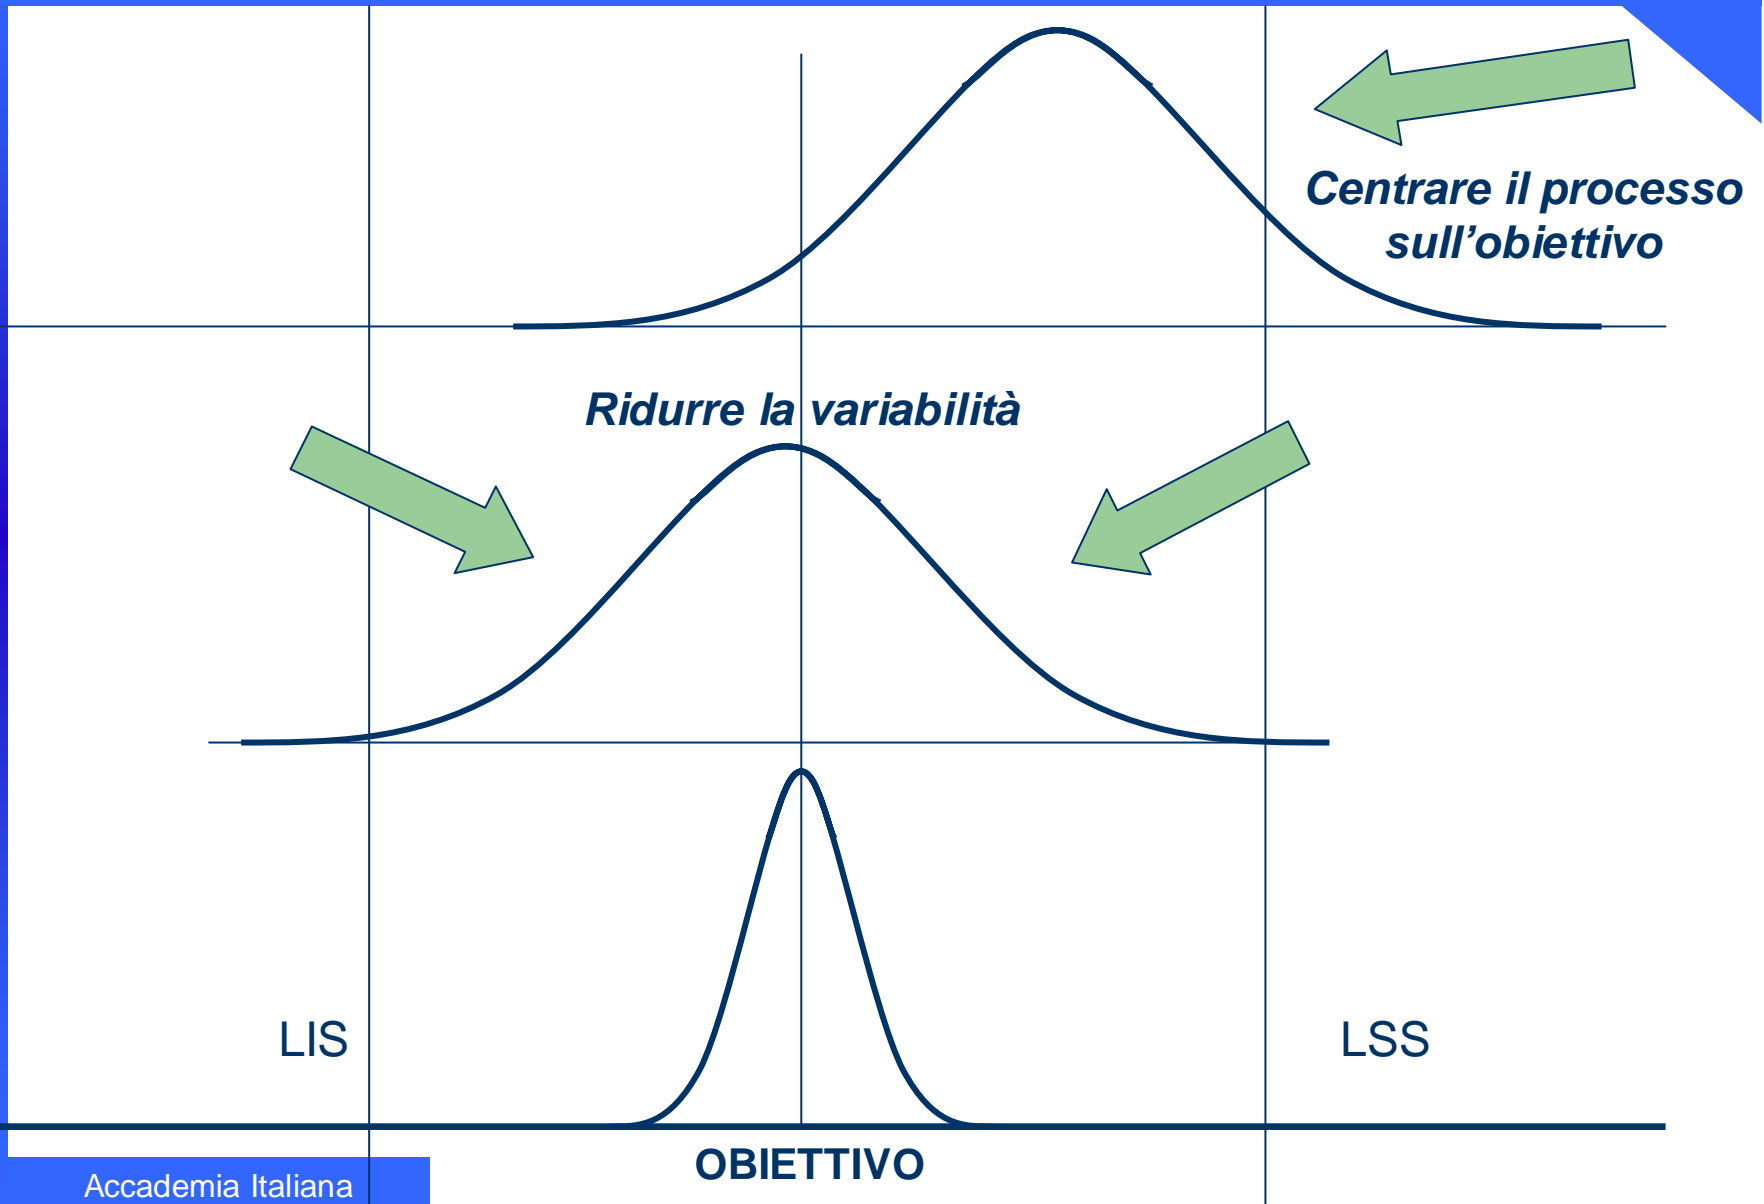 Centrare il processo
sull’obiettivo
Ridurre la variabilità
LIS
LSS
OBIETTIVO
Accademia Italiana